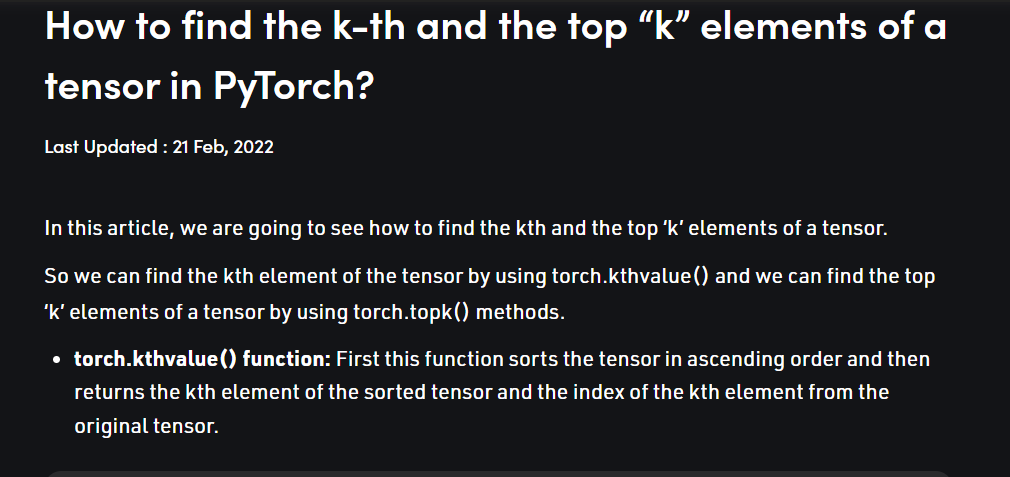 How to find the k-th and the top “k” elements of a
tensor in PyTorch?
Last Updated : 21 Feb, 2022
In this article, we are going to see how to find the kth and the top ‘k’ elements of a tensor.
So we can find the kth element of the tensor by using torch.kthvalue() and we can find the top
‘k’ elements of a tensor by using torch.topk() methods.
• torch.kthvalue() function: First this function sorts the tensor in ascending order and then
returns the kth element of the sorted tensor and the index of the kth element from the
original tensor.